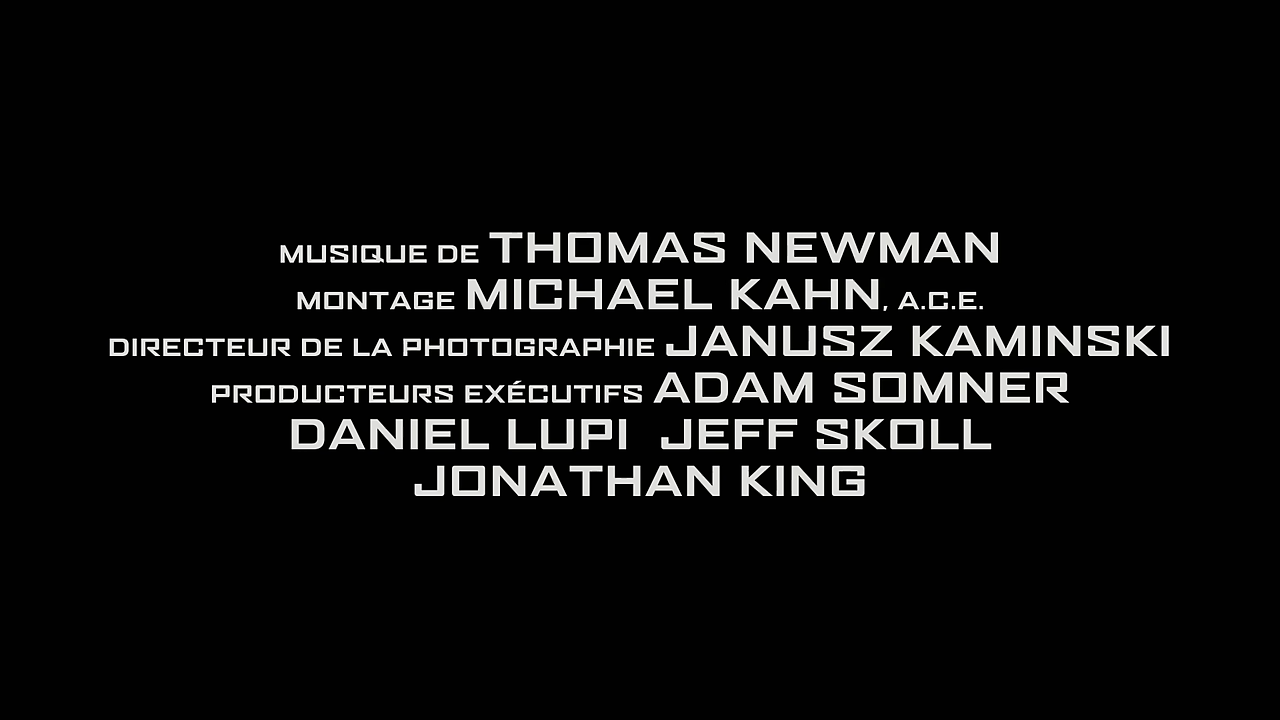 MUSIQUE DE THOMAS NEWMAN
MONTAGE MICHAEL KAHN, A.C.E.
DIRECTEUR DE LA PHOTOGRAPHIE JANUSZ KAMINSKI
PRODUCTEURS EXÉCUTIFS ADAM SOMNER
DANIEL LUPI JEFF SKOLL
JONATHAN KING